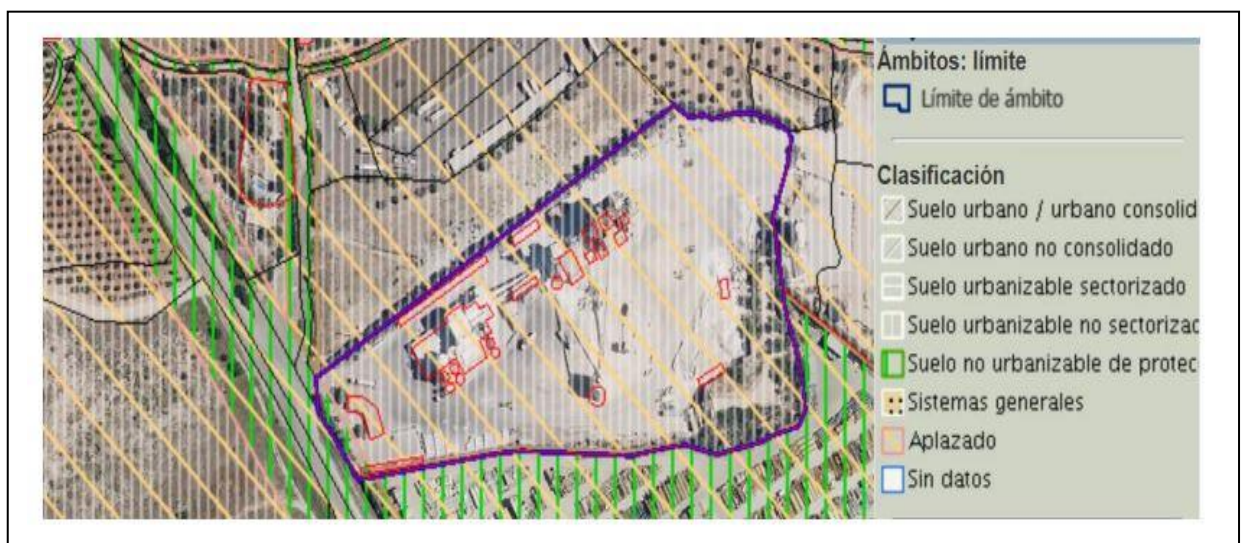 Ámbitos: límite
Límite de ámbito
Clasificación
Suelo urbano / urbano consolid
Suelo urbano no consolidado
Suelo urbanizable sectorizado
Suelo urbanizable no sectorizac
Suelo no urbanizable de protec
Sistemas generales
Aplazado
Sin datos